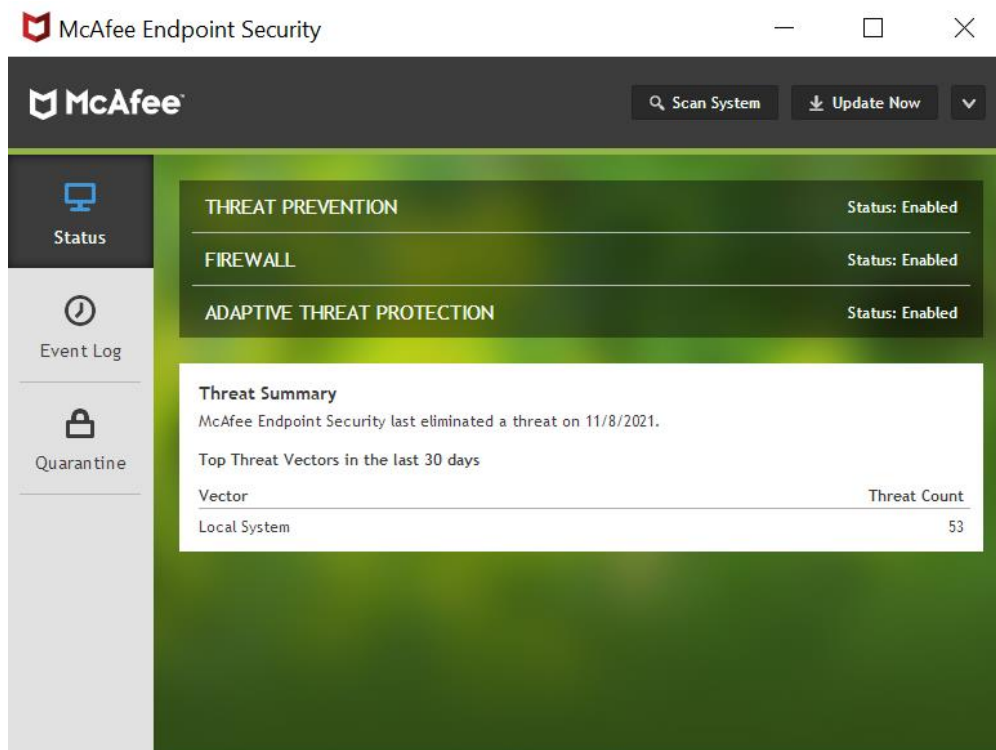 McAfee Endpoint Security
McAfee™
Scan System
Update Now
Status
Event Log
Quarantine
THREAT PREVENTION Status: Enabled
FIREWALL Status: Enabled
ADAPTIVE THREAT PROTECTION Status: Enabled
Threat Summary
McAfee Endpoint Security last eliminated a threat on 11/8/2021.
Top Threat Vectors in the last 30 days
Vector Threat Count
Local System 53